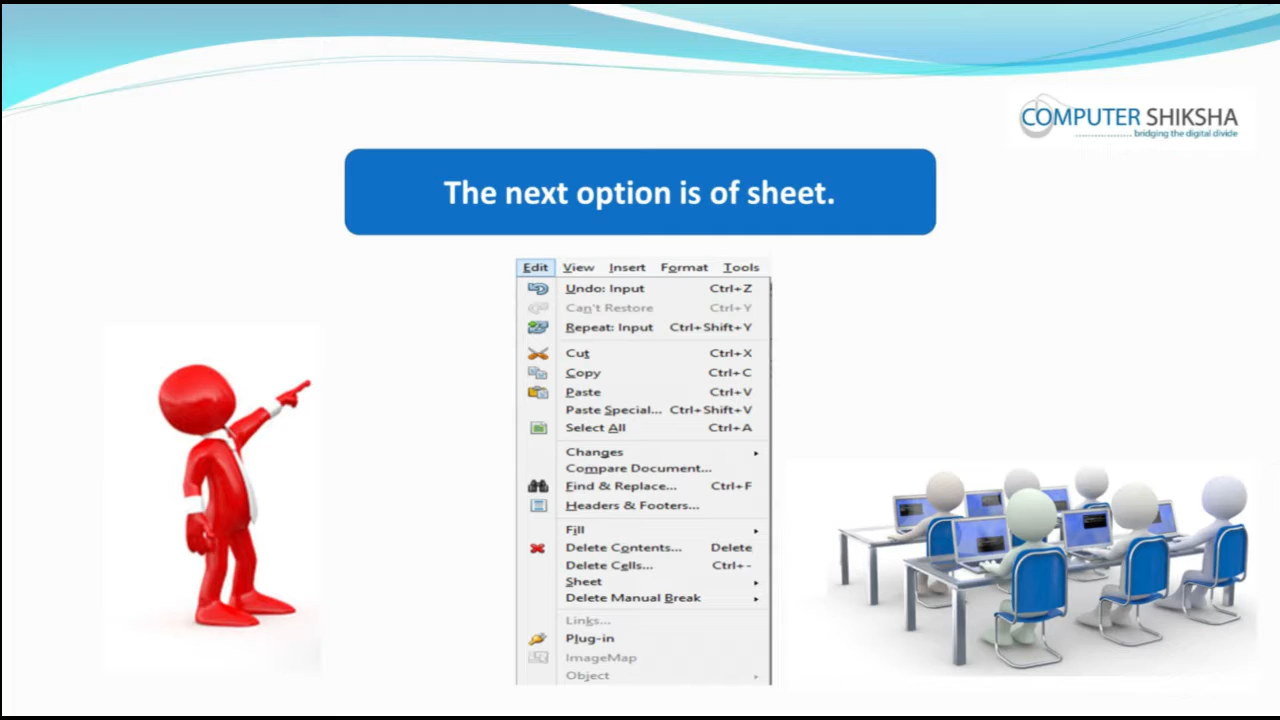 COMPUTER SHIKSHA
bridging the digital divide
The next option is of sheet.
Edit View Insert Format Tools
Undo: Input Ctrl+Z
Can't Restore Ctrl+Y
Repeat: Input Ctrl+Shift+Y
Cut Ctrl+X
Copy Ctrl+C
Paste Ctrl+V
Paste Special... Ctrl+Shift+V
Select All Ctrl+A
Changes
Compare Document...
Find & Replace... Ctrl+F
Headers & Footers...
Fill
Delete Contents... Delete
Delete Cells... Ctrl+-
Sheet
Delete Manual Break
Links...
Plug-in
ImageMap
Object